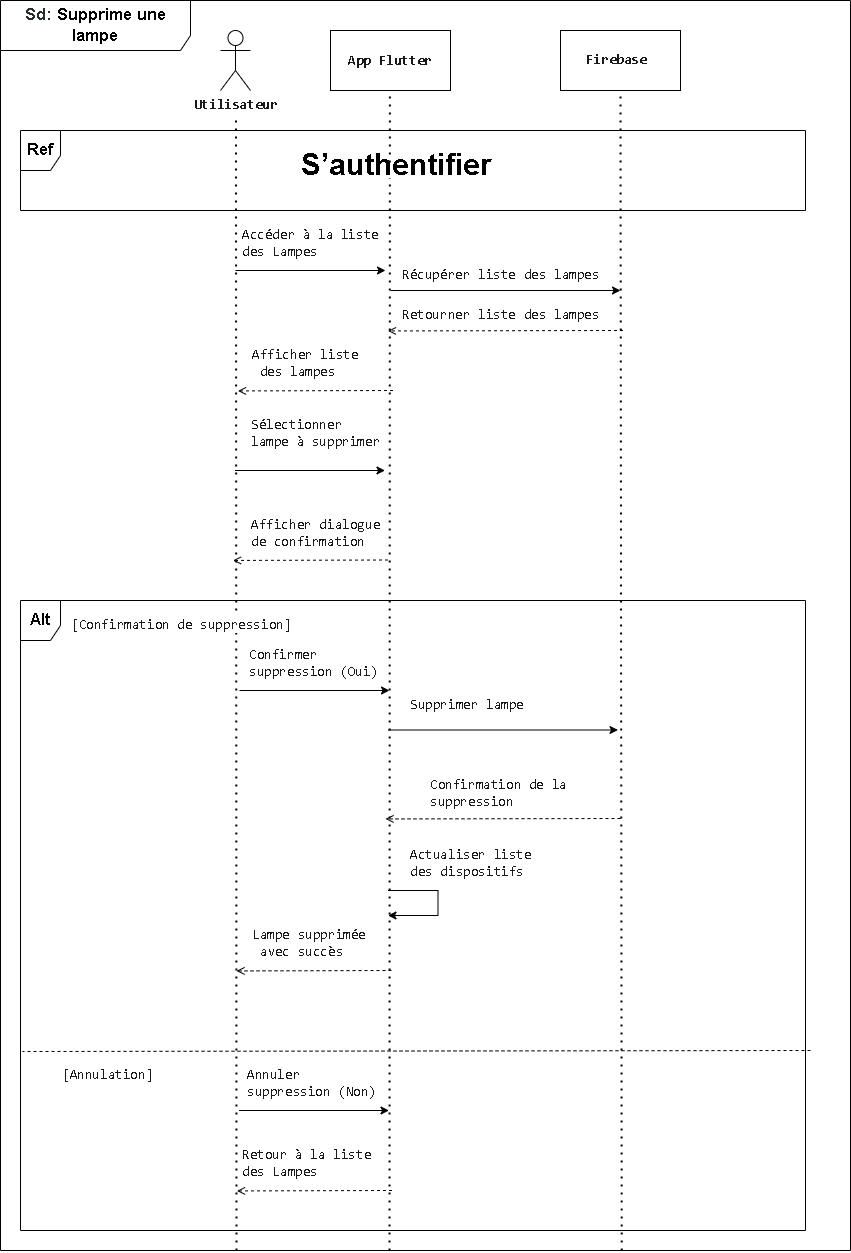 Sd: Supprime une
lampe
App Flutter
Firebase
Utilisateur
Ref
S’authentifier
Accéder à la liste
des Lampes
Récupérer liste des lampes
Retourner liste des lampes
Afficher liste
des lampes
Sélectionner
lampe à supprimer
Afficher dialogue
de confirmation
Alt
[Confirmation de suppression]
Confirmer
suppression (Oui)
Supprimer lampe
Confirmation de la
suppression
Actualiser liste
des dispositifs
Lampe supprimée
avec succès
[Annulation]
Annuler
suppression (Non)
Retour à la liste
des Lampes